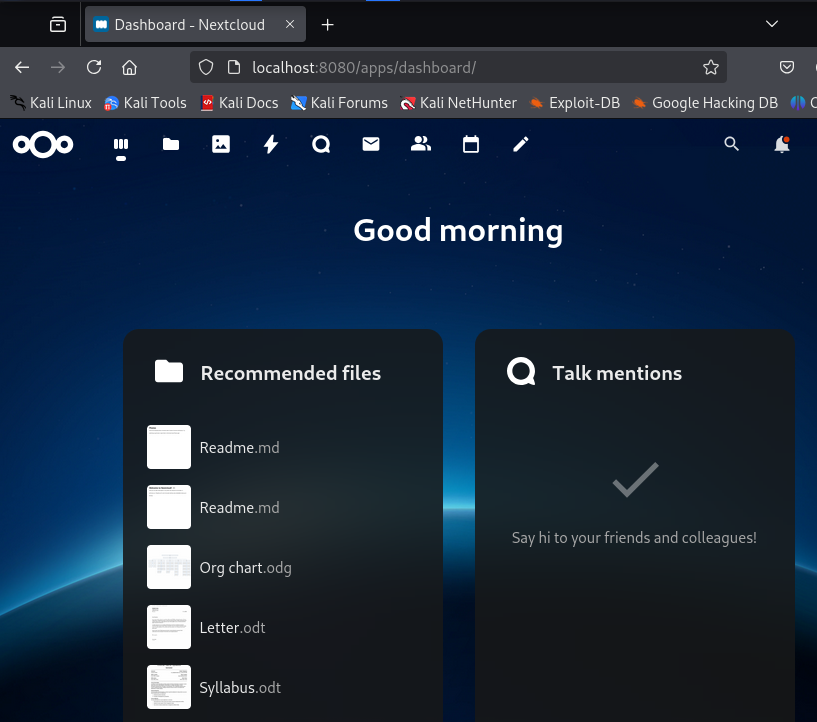 Dashboard - Nextcloud
localhost:8080/apps/dashboard/
Kali Linux Kali Tools Kali Docs Kali Forums Kali NetHunter Exploit-DB Google Hacking DB
Good morning
Recommended files
Readme.md
Readme.md
Org chart.odg
Letter.odt
Syllabus.odt
Talk mentions
Say hi to your friends and colleagues!